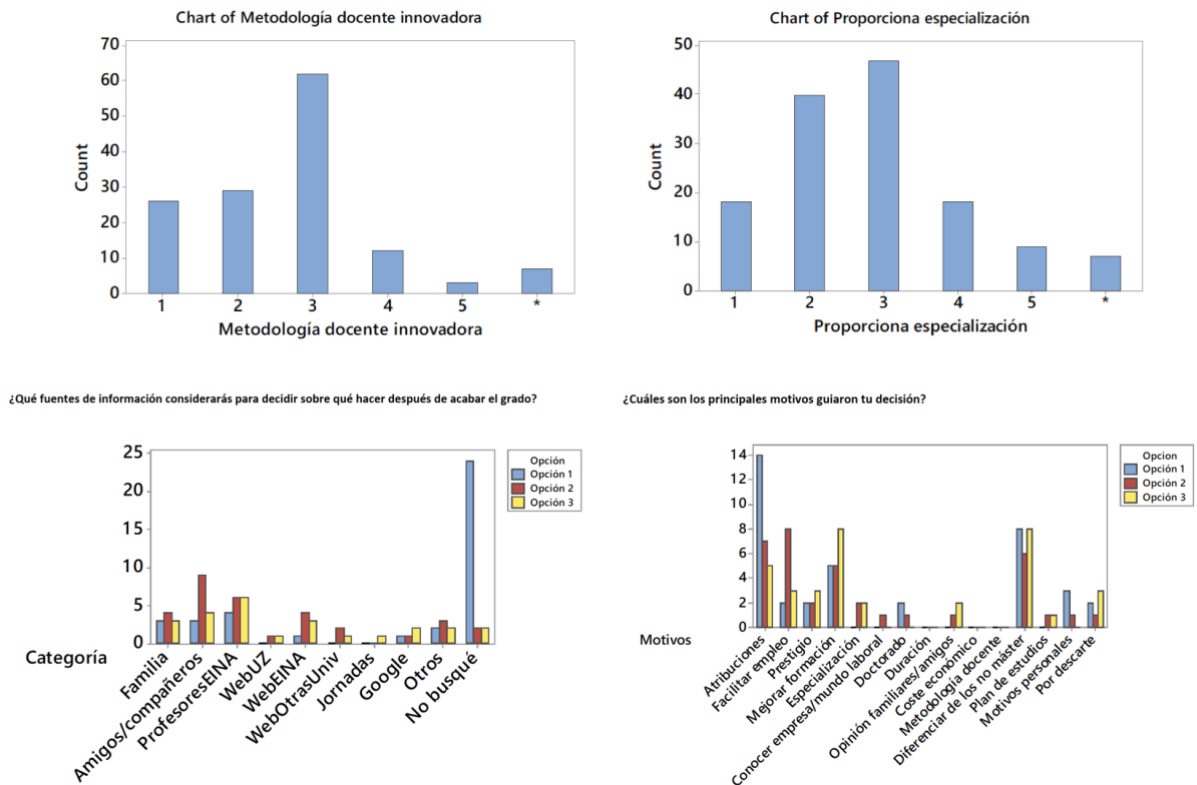 Chart of Metodología docente innovadora
70
60
50
40
30
20
10
0
Count
1 2 3 4 5 *
Metodología docente innovadora
Chart of Proporciona especialización
50
40
30
20
10
0
Count
1 2 3 4 5 *
Proporciona especialización
¿Qué fuentes de información considerarás para decidir sobre qué hacer después de acabar el grado?
25
20
15
10
5
0
Opción
Opción 1
Opción 2
Opción 3
Categoría
Familia
Amigos/compañeros
ProfesoresEINA
WebUZ
WebEINA
WebOtrasUniv
Jornadas
Google
Otros
No busqué
¿Cuáles son los principales motivos guiaron tu decisión?
14
12
10
8
6
4
2
0
Opcion
Opción 1
Opción 2
Opción 3
Motivos
Atribuciones
Facilitar empleo
Prestigio
Mejorar formación
Especialización
Conocer empresa/mundo laboral
Doctorado
Duración
Opinión familiares/amigos
Coste económico
Metodología docente
Diferenciar de los no máster
Plan de estudios
Motivos personales
Por descarte